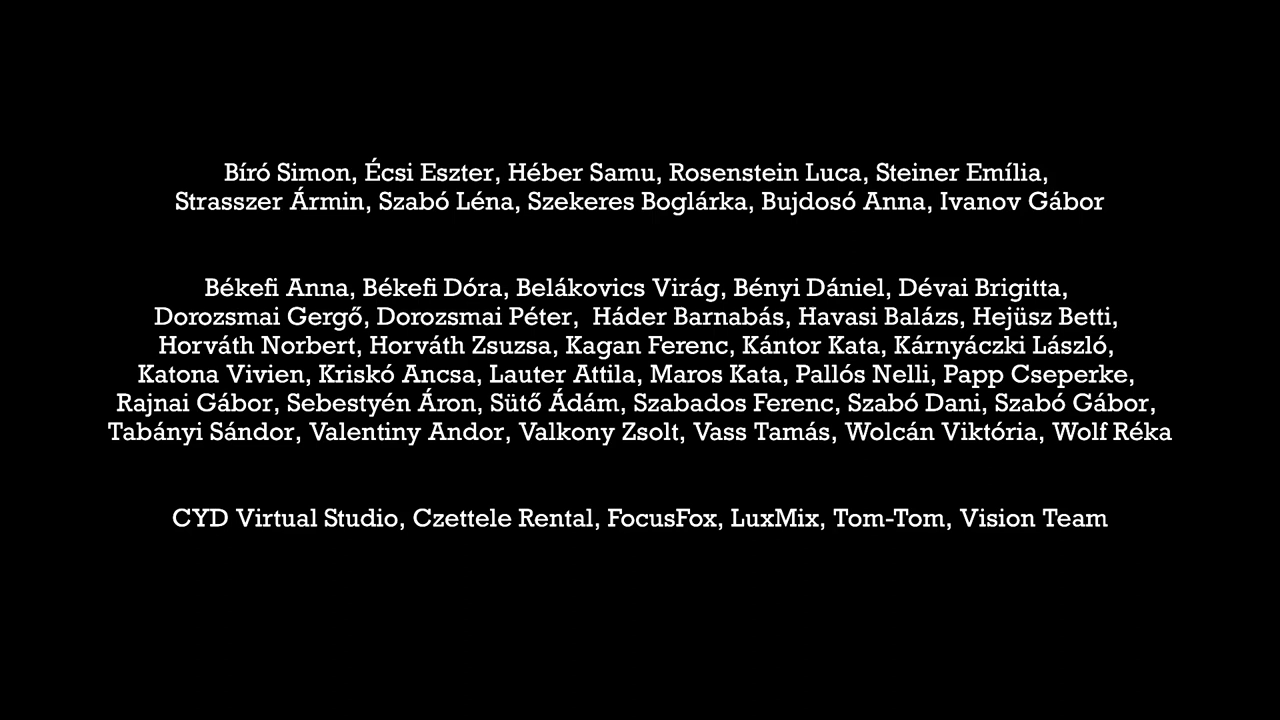 Bíró Simon, Écsi Eszter, Héber Samu, Rosenstein Luca, Steiner Emília,
Strasszer Ármin, Szabó Léna, Szekeres Boglárka, Bujdosó Anna, Ivanov Gábor
Békefi Anna, Békefi Dóra, Belákovics Virág, Bényi Dániel, Dévai Brigitta,
Dorozsmai Gergő, Dorozsmai Péter, Háder Barnabás, Havasi Balázs, Hejüsz Betti,
Horváth Norbert, Horváth Zsuzsa, Kagan Ferenc, Kántor Kata, Kárnyáczki László,
Katona Vivien, Kriskó Ancsa, Lauter Attila, Maros Kata, Pallós Nelli, Papp Cseperke,
Rajnai Gábor, Sebestyén Áron, Sütő Ádám, Szabados Ferenc, Szabó Dani, Szabó Gábor,
Tabányi Sándor, Valentiny Andor, Valkony Zsolt, Vass Tamás, Wolcán Viktória, Wolf Réka
CYD Virtual Studio, Czettele Rental, FocusFox, LuxMix, Tom-Tom, Vision Team